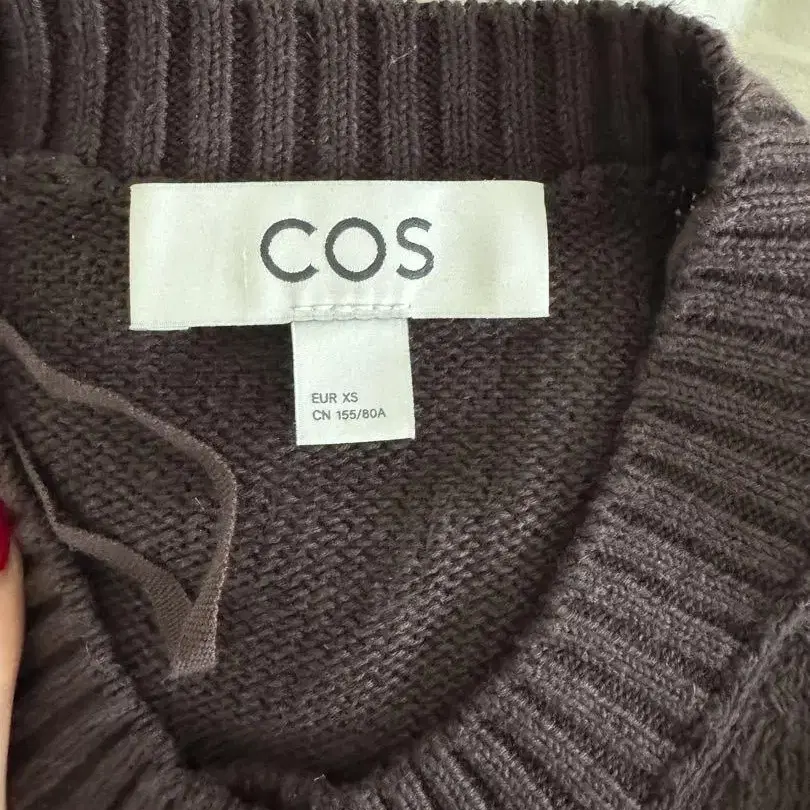 COS
EUR XS
CN 155/80A